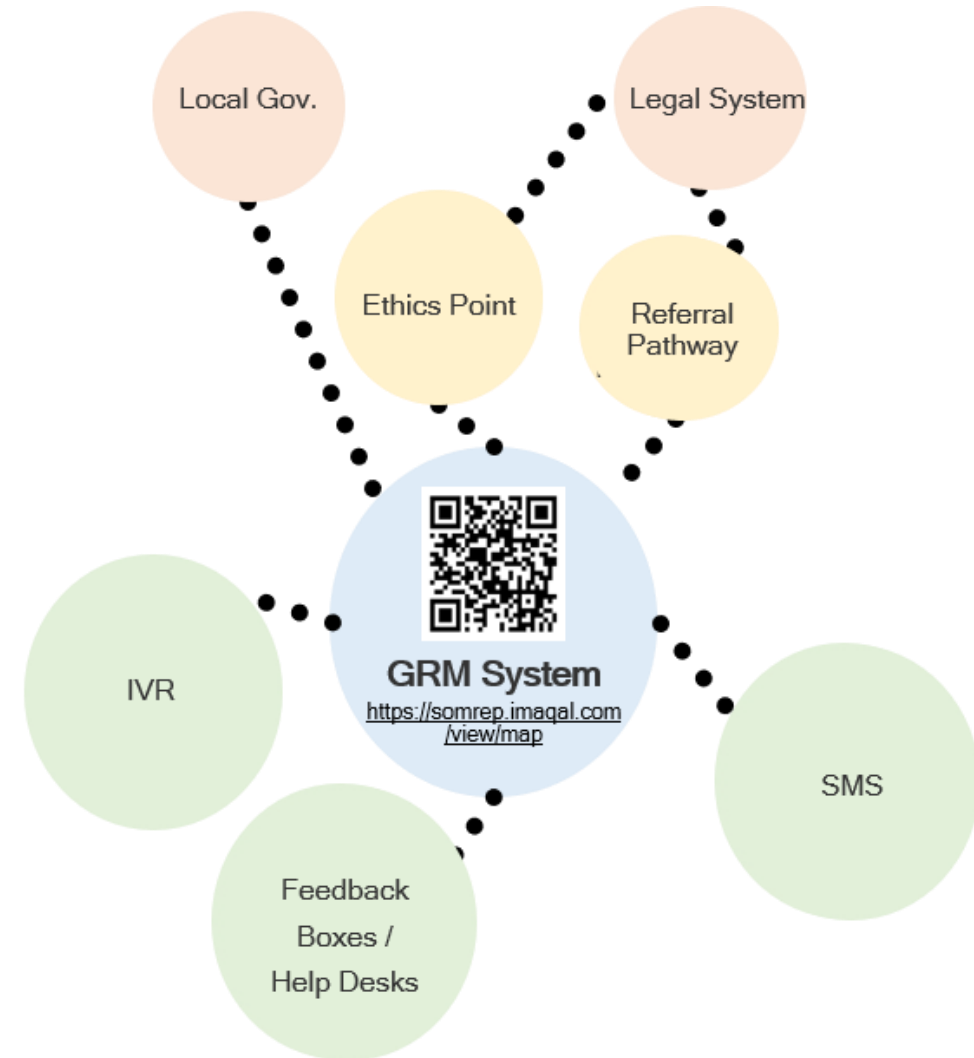 Local Gov.
Legal System
Ethics Point
Referral
Pathway
GRM System
https://somrep.imaqal.com
/view/map
IVR
SMS
Feedback
Boxes /
Help Desks